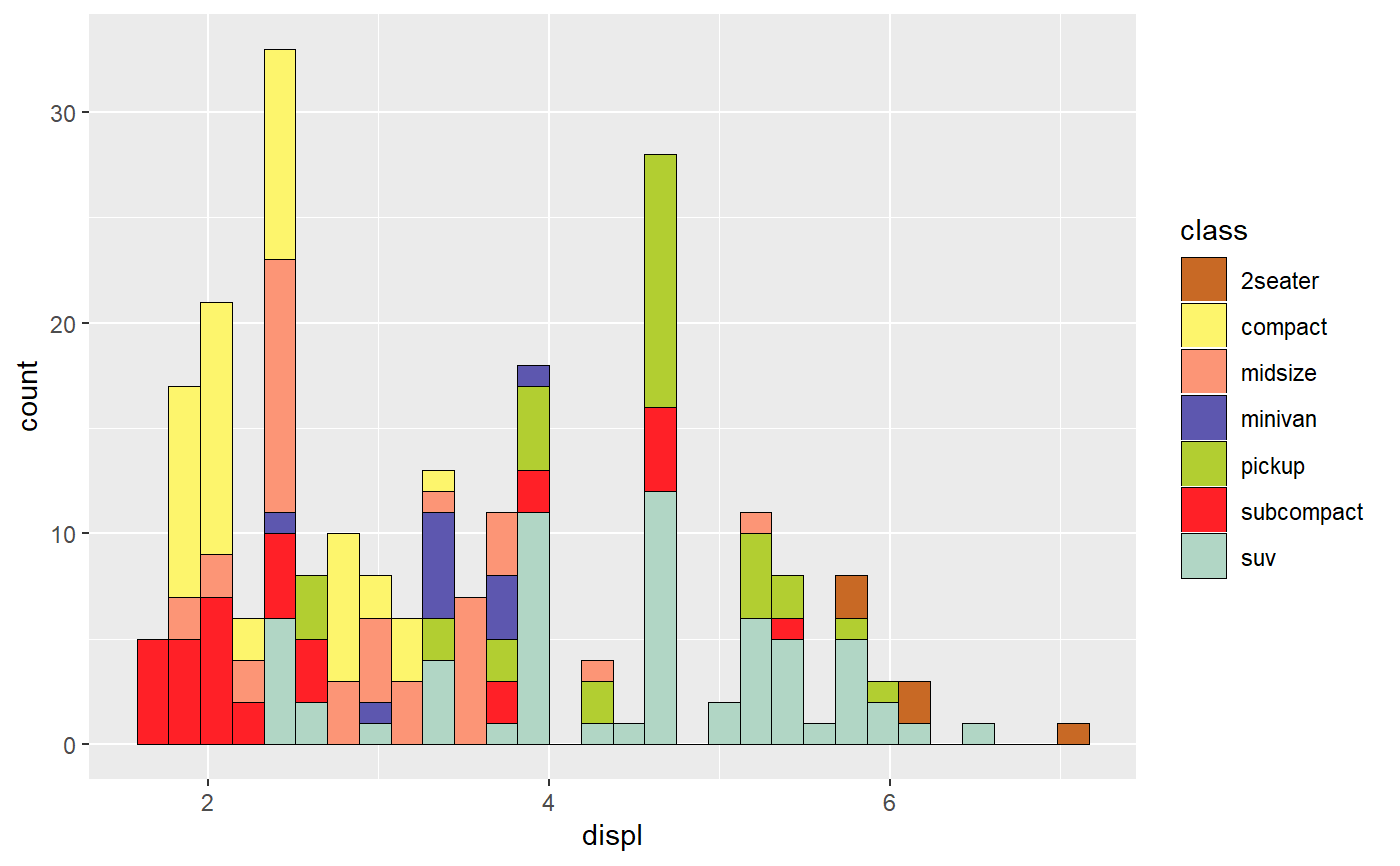 30
20
10
0
count
2 4 6
displ
class
2seater
compact
midsize
minivan
pickup
subcompact
suv